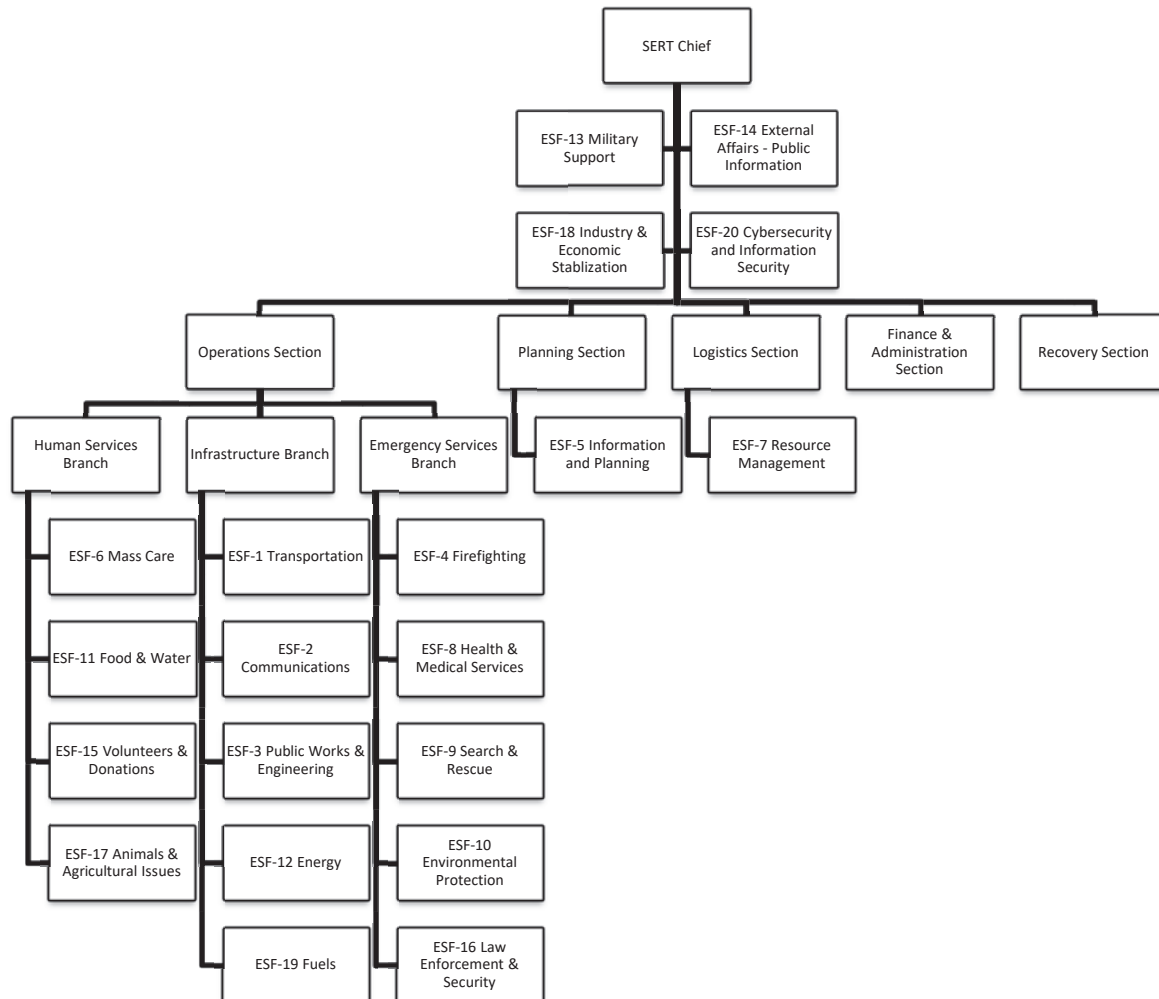 SERT Chief
ESF-13 Military
Support
ESF-14 External
Affairs - Public
Information
ESF-18 Industry &
Economic
Stablization
ESF-20 Cybersecurity
and Information
Security
Operations Section
Planning Section
Logistics Section
Finance &
Administration
Section
Recovery Section
Human Services
Branch
Infrastructure Branch
Emergency Services
Branch
ESF-5 Information
and Planning
ESF-7 Resource
Management
ESF-6 Mass Care
ESF-1 Transportation
ESF-4 Firefighting
ESF-11 Food & Water
ESF-2
Communications
ESF-8 Health &
Medical Services
ESF-15 Volunteers &
Donations
ESF-3 Public Works &
Engineering
ESF-9 Search &
Rescue
ESF-17 Animals &
Agricultural Issues
ESF-12 Energy
ESF-10
Environmental
Protection
ESF-19 Fuels
ESF-16 Law
Enforcement &
Security